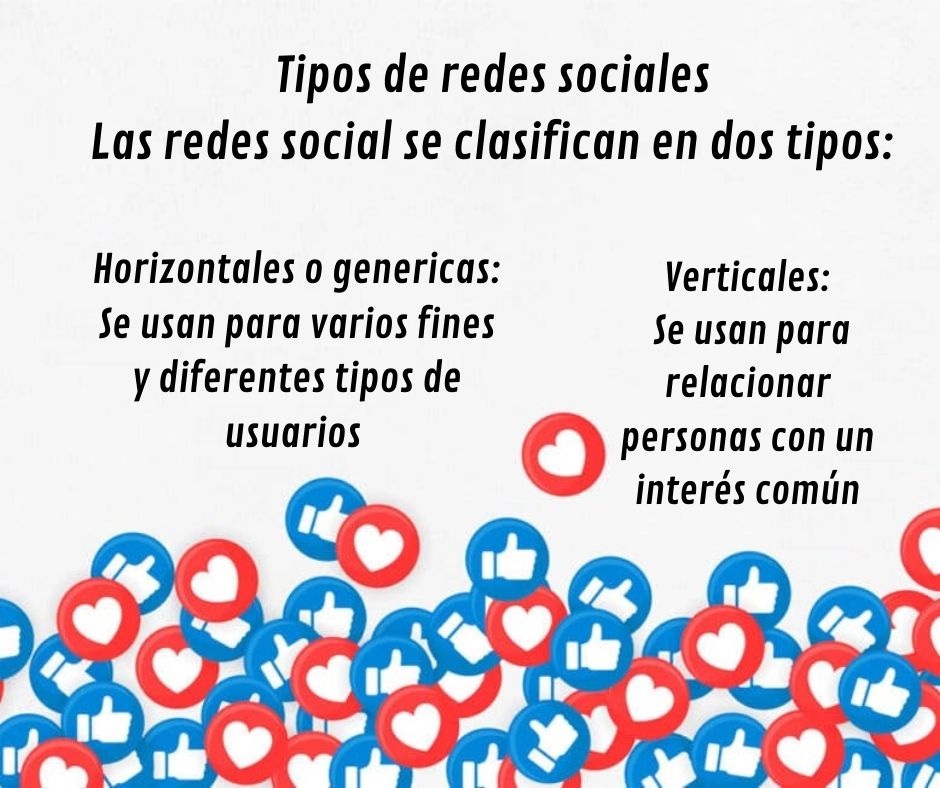 Tipos de redes sociales
Las redes social se clasifican en dos tipos:
Horizontales o genericas:
Se usan para varios fines
y diferentes tipos de
usuarios
Verticales:
Se usan para
relacionar
personas con un
interés común